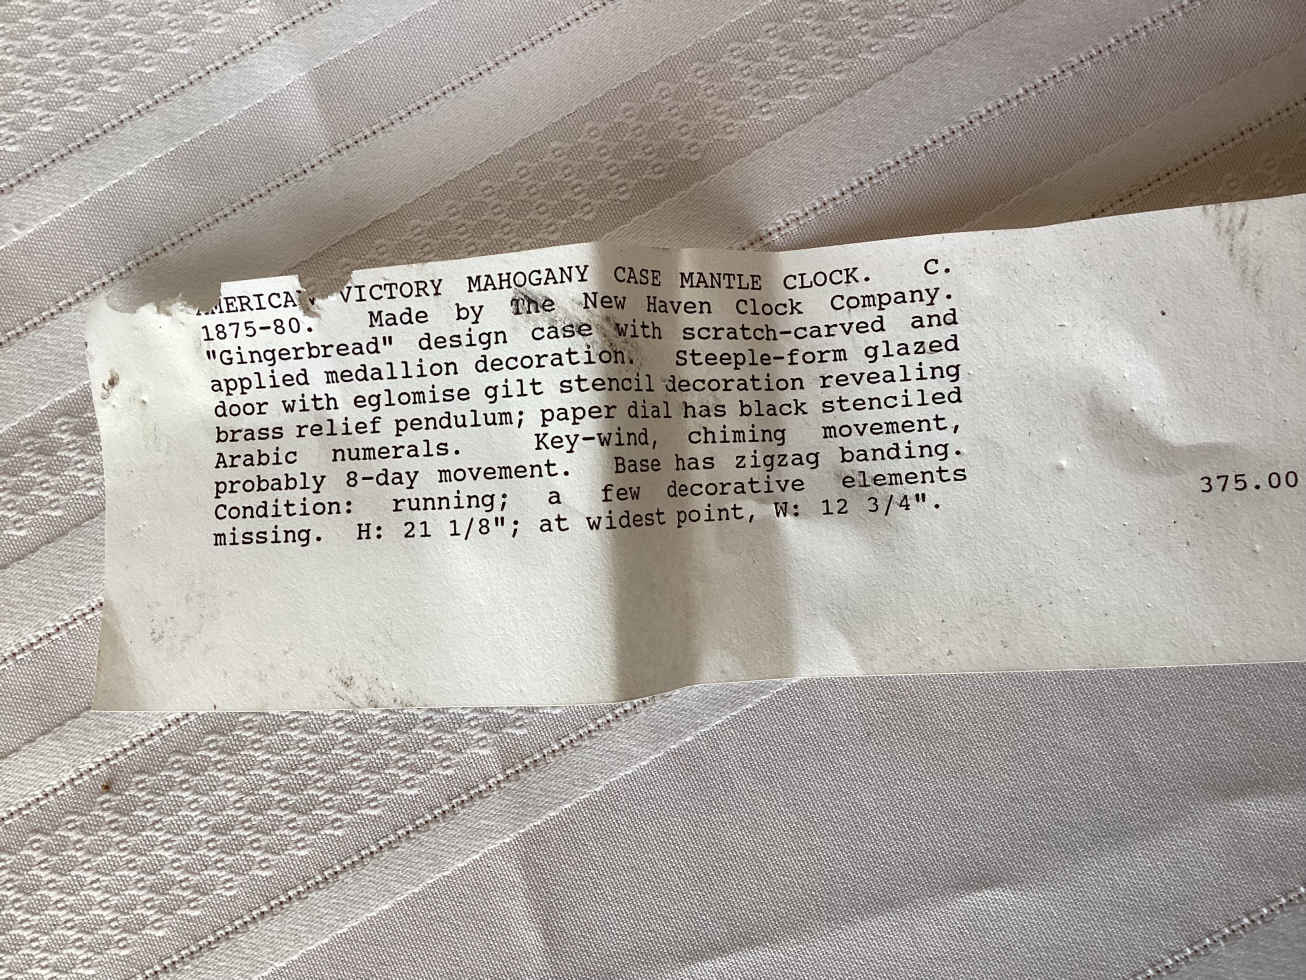 AMERICAN VICTORY MAHOGANY CASE MANTLE CLOCK. C.
1875-80. Made by The New Haven Clock Company.
"Gingerbread" design case with scratch-carved and
applied medallion decoration. Steeple-form glazed
door with eglomise gilt stencil decoration revealing
brass relief pendulum; paper dial has black stenciled
Arabic numerals. Key-wind, chiming movement,
probably 8-day movement. Base has zigzag banding.
Condition: running; a few decorative elements
missing. H: 21 1/8"; at widest point, W: 12 3/4".
375.00